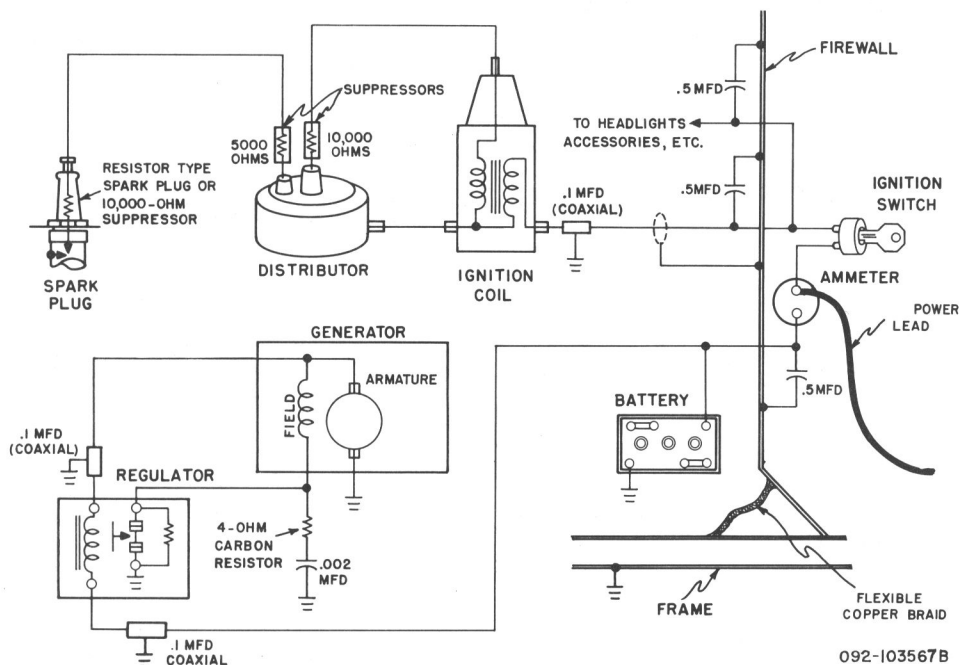 FIREWALL
.5 MFD
SUPPRESSORS
5000
OHMS
10,000
OHMS
TO HEADLIGHTS
ACCESSORIES, ETC.
RESISTOR TYPE
SPARK PLUG OR
10,000-OHM
SUPPRESSOR
.5MFD
IGNITION
SWITCH
.1 MFD
(COAXIAL)
DISTRIBUTOR
IGNITION
COIL
SPARK
PLUG
AMMETER
POWER
LEAD
GENERATOR
ARMATURE
FIELD
.5MFD
BATTERY
.1 MFD
(COAXIAL)
REGULATOR
4-OHM
CARBON
RESISTOR
.002
MFD
FRAME
FLEXIBLE
COPPER BRAID
.1 MFD
COAXIAL
092-103567B